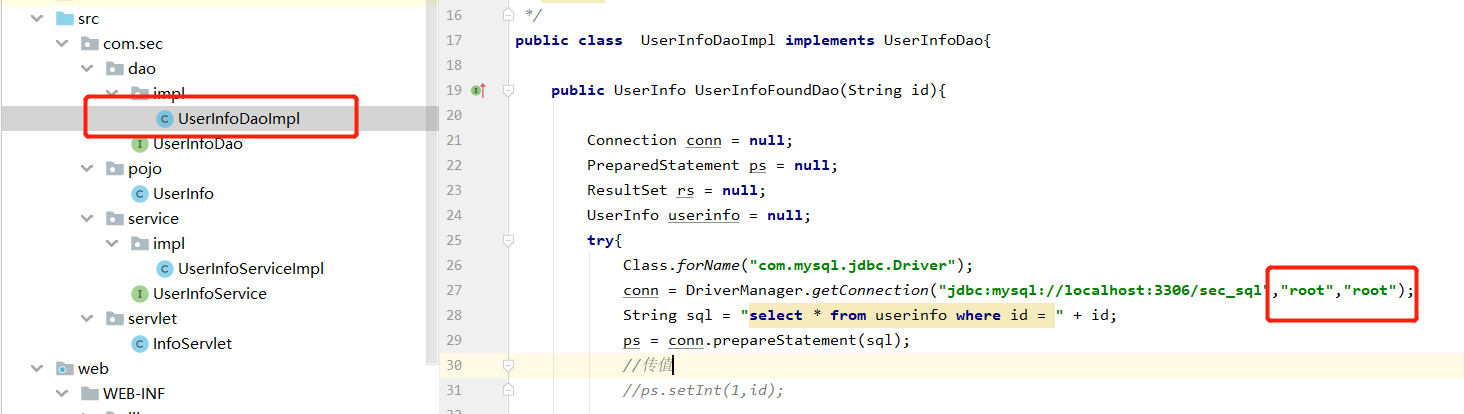 src
com.sec
dao
impl
UserInfoDaoImpl
UserInfoDao
pojo
UserInfo
service
impl
UserInfoServiceImpl
UserInfoService
servlet
InfoServlet
web
WEB-INF
16 */
17 public class  UserInfoDaoImpl implements UserInfoDao{
18
19 public UserInfo UserInfoFoundDao(String id){
20
21 Connection conn = null;
22 PreparedStatement ps = null;
23 ResultSet rs = null;
24 UserInfo userinfo = null;
25 try{
26 Class.forName("com.mysql.jdbc.Driver");
27 conn = DriverManager.getConnection("jdbc:mysql://localhost:3306/sec_sql","root","root");
28 String sql = "select * from userinfo where id = " + id;
29 ps = conn.prepareStatement(sql);
30 //传值
31 //ps.setInt(1,id);